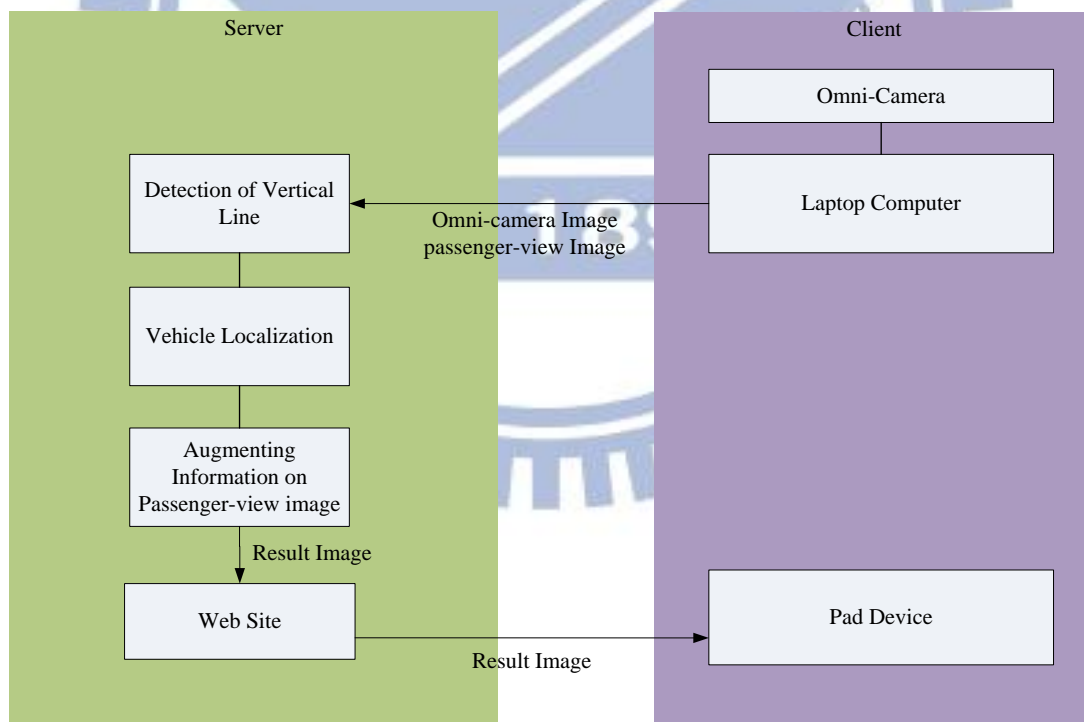 Server
Client
Omni-Camera
Detection of Vertical
Line
Laptop Computer
Omni-camera Image
passenger-view Image
Vehicle Localization
Augmenting
Information on
Passenger-view image
Result Image
Web Site
Pad Device
Result Image